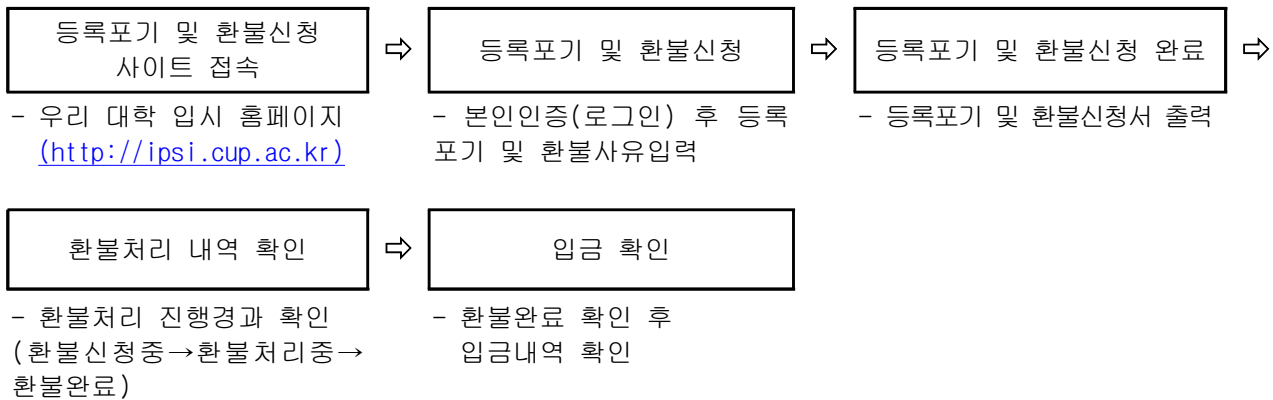 등록포기 및 환불신청
사이트 접속
⇨
등록포기 및 환불신청
⇨
등록포기 및 환불신청 완료
⇨
- 우리 대학 입시 홈페이지
(http://ipsi.cup.ac.kr)
- 본인인증(로그인) 후 등록
포기 및 환불사유입력
- 등록포기 및 환불신청서 출력
환불처리 내역 확인
⇨
입금 확인
- 환불처리 진행경과 확인
(환불신청중→환불처리중→
환불완료)
- 환불완료 확인 후
입금내역 확인